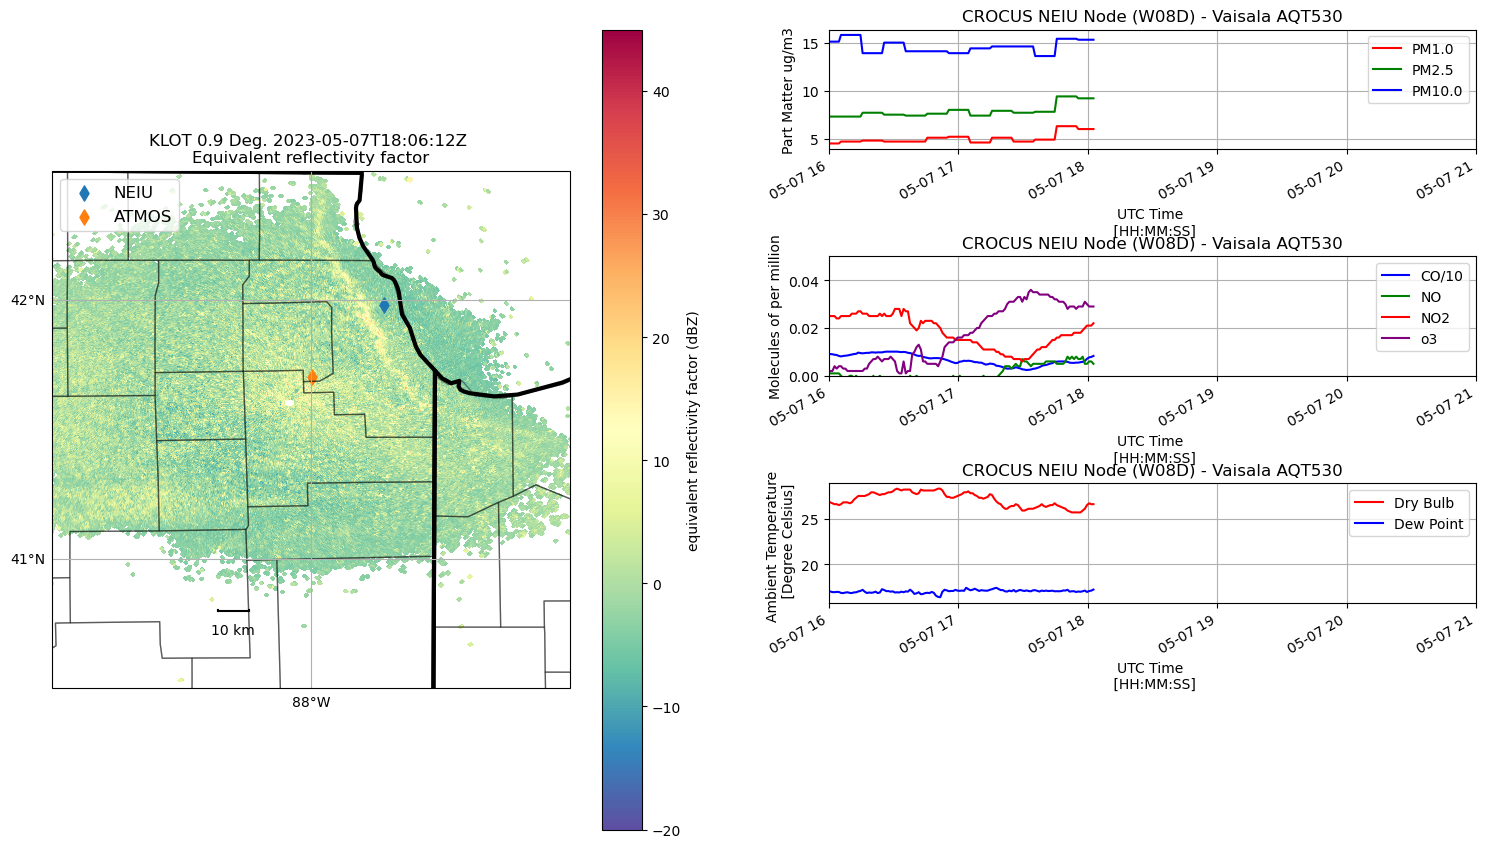 KLOT 0.9 Deg. 2023-05-07T18:06:12Z
Equivalent reflectivity factor
NEIU
ATMOS
42°N
41°N
88°W
10 km
40
30
20
10
0
−10
−20
equivalent reflectivity factor (dBZ)
CROCUS NEIU Node (W08D) - Vaisala AQT530
Part Matter ug/m3
15
10
5
PM1.0
PM2.5
PM10.0
05-07 16
05-07 17
05-07 18
05-07 19
05-07 20
05-07 21
UTC Time
[HH:MM:SS]
CROCUS NEIU Node (W08D) - Vaisala AQT530
Molecules of per million
0.04
0.02
0.00
CO/10
NO
NO2
o3
05-07 16
05-07 17
05-07 18
05-07 19
05-07 20
05-07 21
UTC Time
[HH:MM:SS]
CROCUS NEIU Node (W08D) - Vaisala AQT530
Ambient Temperature
[Degree Celsius]
25
20
Dry Bulb
Dew Point
05-07 16
05-07 17
05-07 18
05-07 19
05-07 20
05-07 21
UTC Time
[HH:MM:SS]